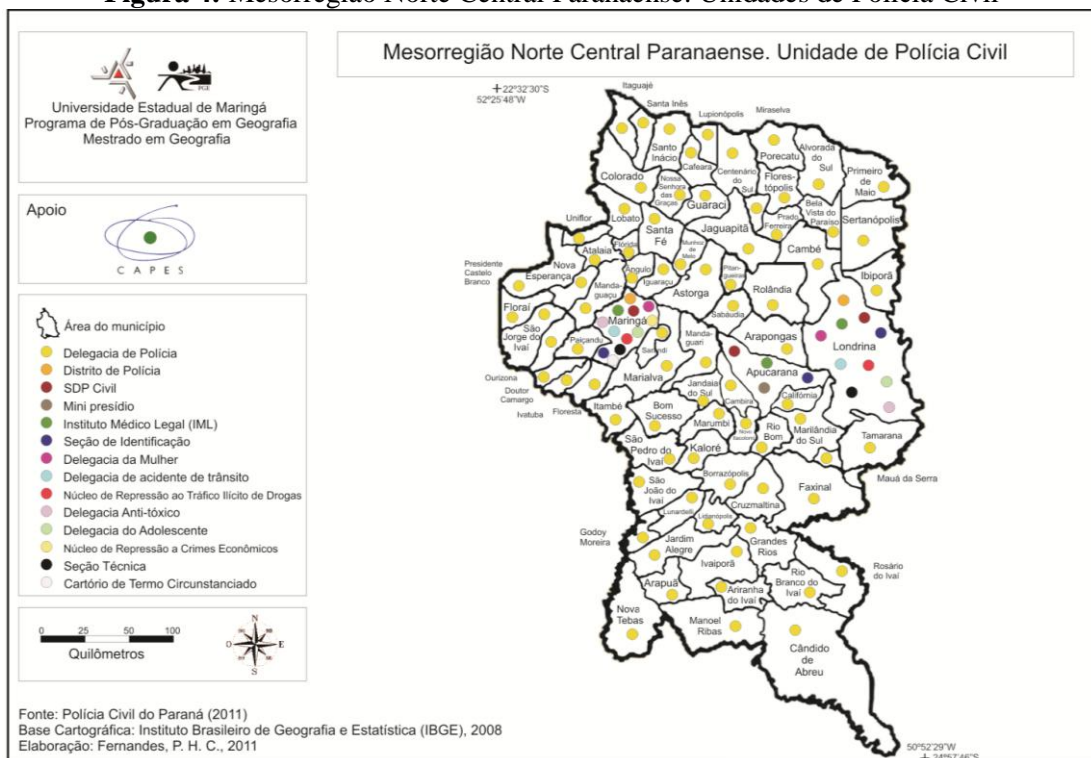 Figura 4: Mesorregião Norte Central Paranaense. Unidades de Polícia Civil
PGE
Universidade Estadual de Maringá
Programa de Pós-Graduação em Geografia
Mestrado em Geografia
Mesorregião Norte Central Paranaense. Unidade de Polícia Civil
Apoio
CAPES
Área do município
Delegacia de Polícia
Distrito de Polícia
SDP Civil
Mini presídio
Instituto Médico Legal (IML)
Seção de Identificação
Delegacia da Mulher
Delegacia de acidente de trânsito
Núcleo de Repressão ao Tráfico Ilícito de Drogas
Delegacia Anti-tóxico
Delegacia do Adolescente
Núcleo de Repressão a Crimes Econômicos
Seção Técnica
Cartório de Termo Circunstanciado
0 25 50 100
Quilômetros
N
O E
S
Fonte: Polícia Civil do Paraná (2011)
Base Cartográfica: Instituto Brasileiro de Geografia e Estatística (IBGE), 2008
Elaboração: Fernandes, P. H. C., 2011
22º32'30"S
52º25'48"W
Itaguajé
Santa Inês
Lupionópolis
Miraselva
Santo
Inácio
Cafeara
Centenário
do
Sul
Porecatu
Alvorada
do
Sul
Primeiro
de
Maio
Colorado
Nossa
Senhora
das
Graças
Guaraci
Flores-
tópolis
Bela
Vista do
Paraíso
Sertanópolis
Uniflor
Lobato
Santa
Fé
Jaguapitã
Prado
Ferreira
Cambé
Atalaia
Flórida
Munhoz
de
Melo
Presidente
Castelo
Branco
Nova
Esperança
Ângulo
Iguaraçu
Pitan-
gueiras
Ibiporã
Manda-
guaçu
Astorga
Rolândia
Floraí
São
Jorge do
Ivaí
Maringá
Sabáudia
Paiçandu
Sarandi
Manda-
guari
Arapongas
Londrina
Ourizona
Doutor
Camargo
Ivatuba
Floresta
Marialva
Jandaia
do Sul
Cambira
Apucarana
Califórnia
Itambé
Bom
Sucesso
Marumbi
Novo
Itacolomi
Rio
Bom
Marilândia
do Sul
Tamarana
São
Pedro do
Ivaí
Kaloré
Borrazópolis
Mauá da Serra
São
João do
Ivaí
Faxinal
Cruzmaltina
Lunardelli
Lidianópolis
Godoy
Moreira
Jardim
Alegre
Grandes
Rios
Ivaiporã
Rosário
do Ivaí
Arapuã
Ariranha
do Ivaí
Rio
Branco do
Ivaí
Nova
Tebas
Manoel
Ribas
Cândido
de
Abreu
50º52'29"W
24º57'46"S